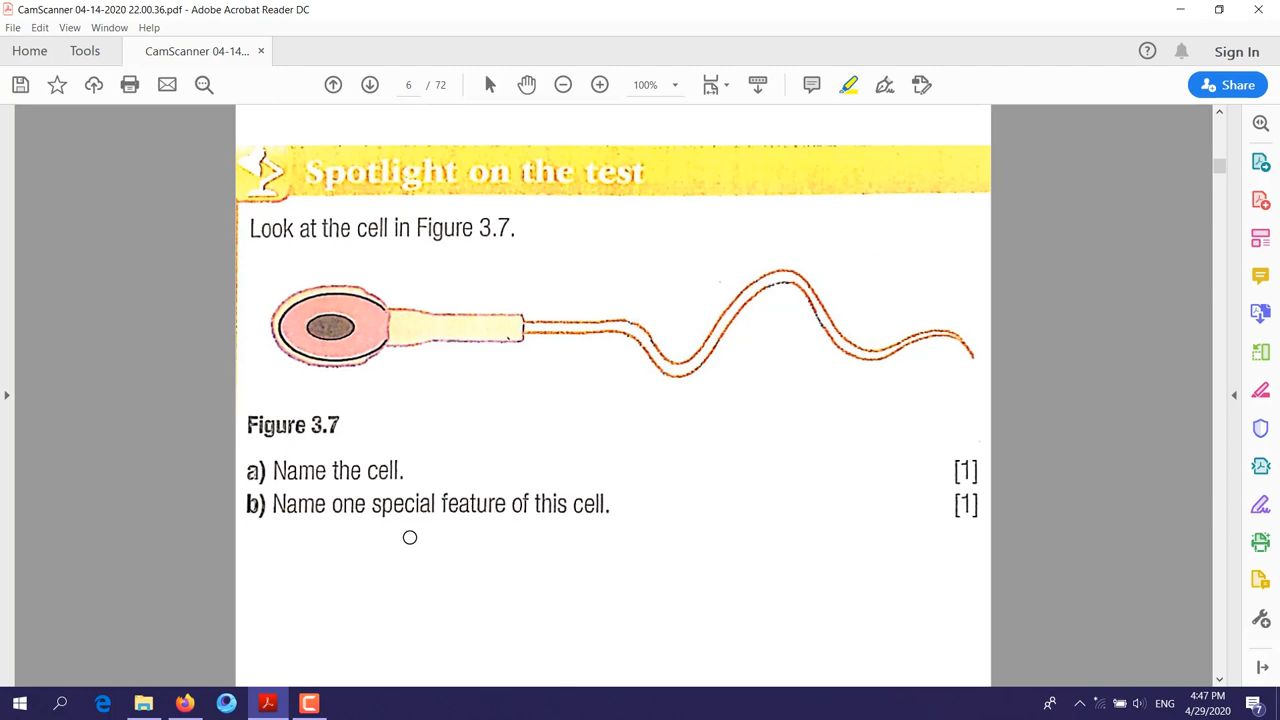 CamScanner 04-14-2020 22.00.36.pdf - Adobe Acrobat Reader DC
File Edit View Window Help
Home Tools CamScanner 04-14... × Sign In
6 / 72 100% Share
Spotlight on the test
Look at the cell in Figure 3.7.
Figure 3.7
a) Name the cell. [1]
b) Name one special feature of this cell. [1]
ENG 4:47 PM
4/29/2020 7